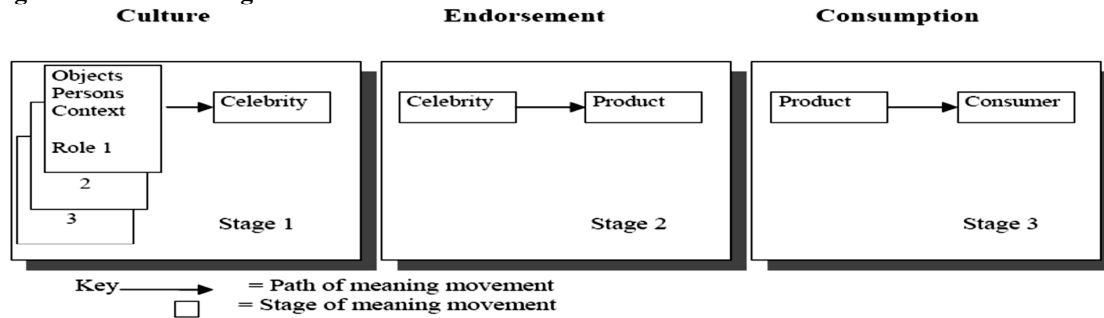 Culture
Endorsement
Consumption
Objects
Persons
Context
Role 1
2
3
Celebrity
Stage 1
Celebrity
Product
Stage 2
Product
Consumer
Stage 3
Key = Path of meaning movement
= Stage of meaning movement